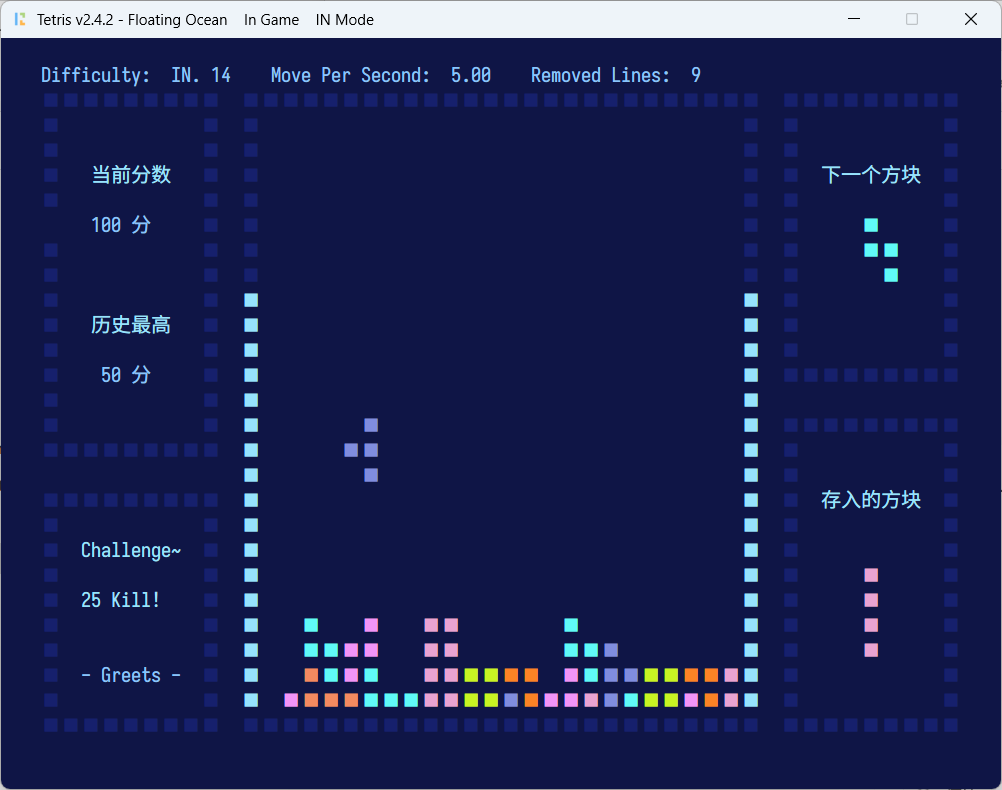 Tetris v2.4.2 - Floating Ocean In Game IN Mode
Difficulty: IN. 14 Move Per Second: 5.00 Removed Lines: 9
当前分数
100 分
历史最高
50 分
Challenge~
25 Kill!
- Greets -
下一个方块
存入的方块